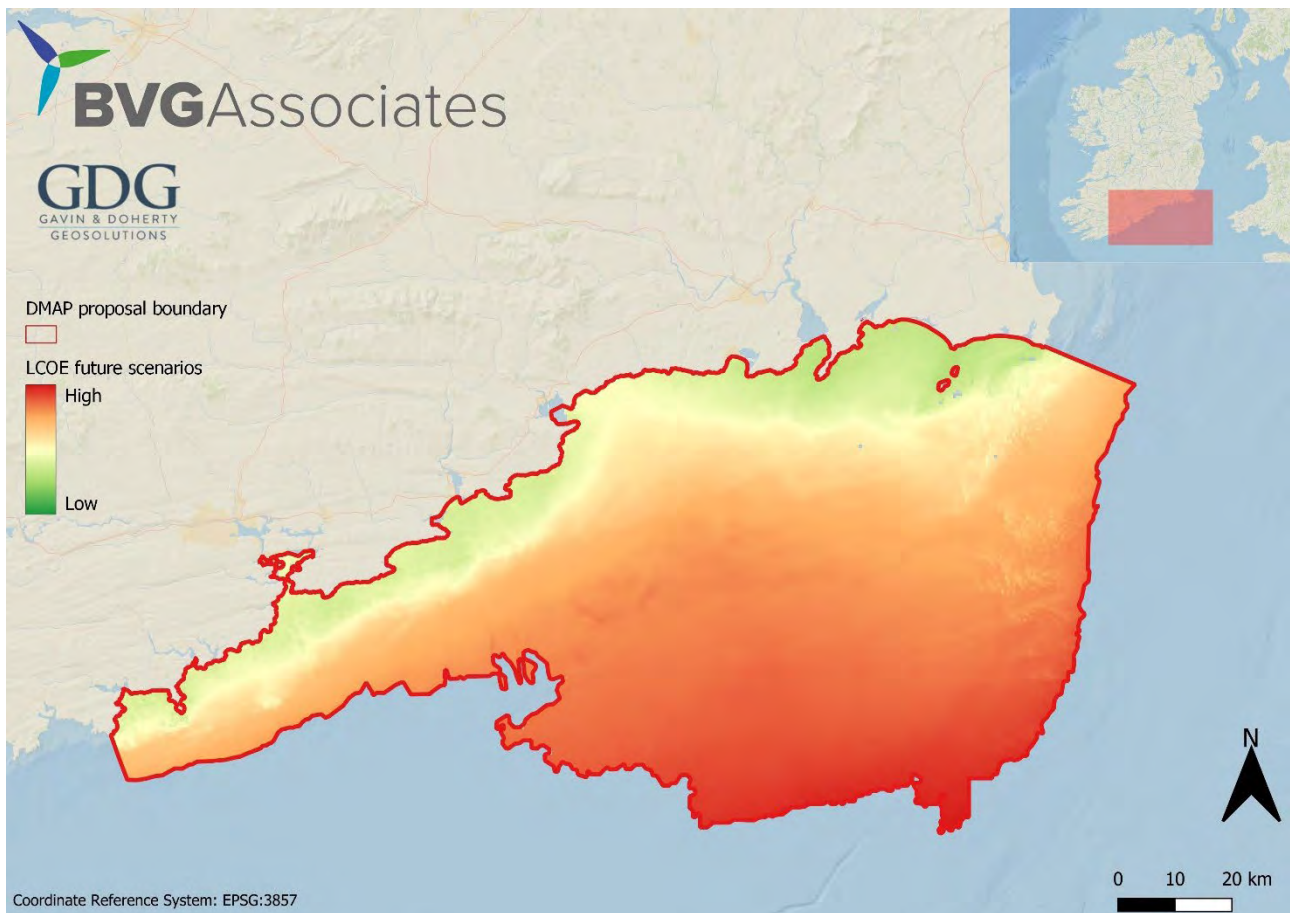 BVGAssociates
GDG
GAVIN & DOHERTY
GEOSOLUTIONS
DMAP proposal boundary
LCOE future scenarios
High
Low
N
0 10 20 km
Coordinate Reference System: EPSG:3857